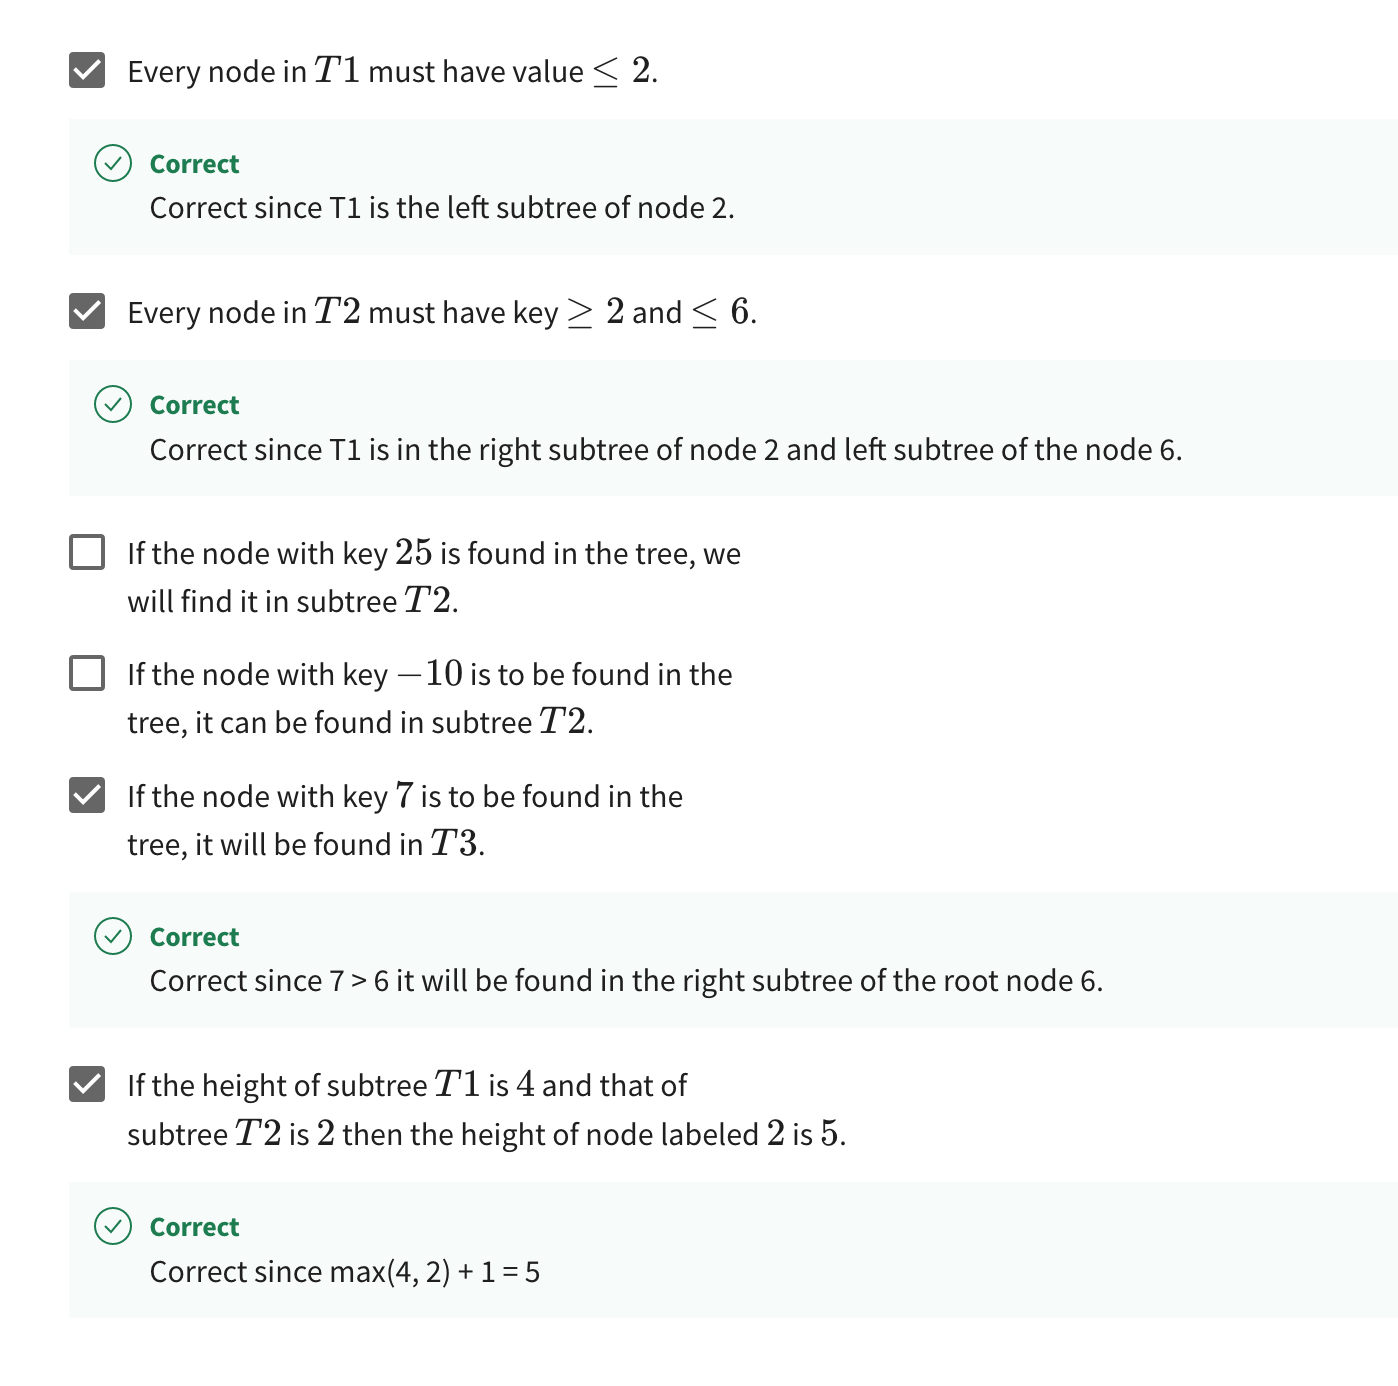 Every node in T1 must have value ≤ 2.
Correct
Correct since T1 is the left subtree of node 2.
Every node in T2 must have key ≥ 2 and ≤ 6.
Correct
Correct since T1 is in the right subtree of node 2 and left subtree of the node 6.
If the node with key 25 is found in the tree, we
will find it in subtree T2.
If the node with key −10 is to be found in the
tree, it can be found in subtree T2.
If the node with key 7 is to be found in the
tree, it will be found in T3.
Correct
Correct since 7 > 6 it will be found in the right subtree of the root node 6.
If the height of subtree T1 is 4 and that of
subtree T2 is 2 then the height of node labeled 2 is 5.
Correct
Correct since max(4, 2) + 1 = 5